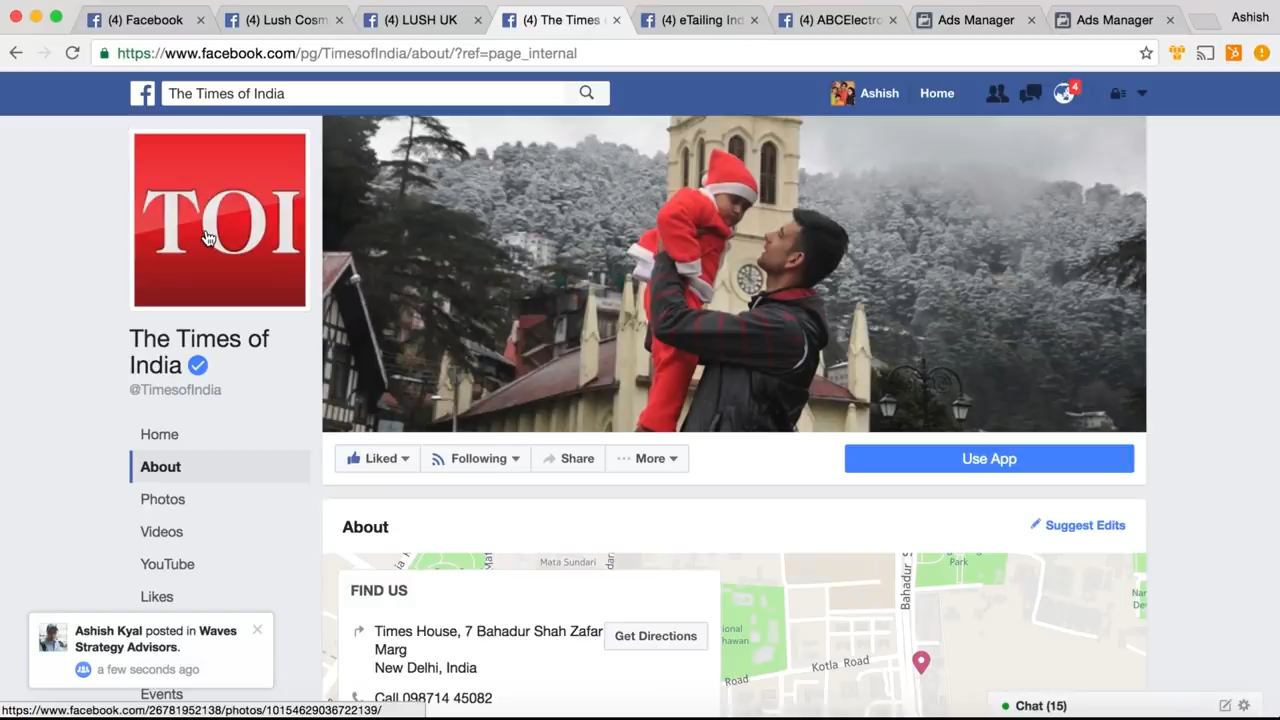 (4) Facebook
(4) Lush Cosm
(4) LUSH UK
(4) The Times
(4) eTailing Ind
(4) ABCElectro
Ads Manager
Ads Manager
Ashish
https://www.facebook.com/pg/TimesofIndia/about/?ref=page_internal
The Times of India
Ashish
Home
4
TOI
The Times of
India
@TimesofIndia
Home
About
Photos
Videos
YouTube
Likes
Events
Liked
Following
Share
More
Use App
About
Suggest Edits
Mata Sundari
Park
Bahadur S
Kotla Road
Road
FIND US
Times House, 7 Bahadur Shah Zafar
Marg
New Delhi, India
Get Directions
Call 098714 45082
Ashish Kyal posted in Waves
Strategy Advisors.
a few seconds ago
https://www.facebook.com/26781952138/photos/10154629036722139/
Chat (15)